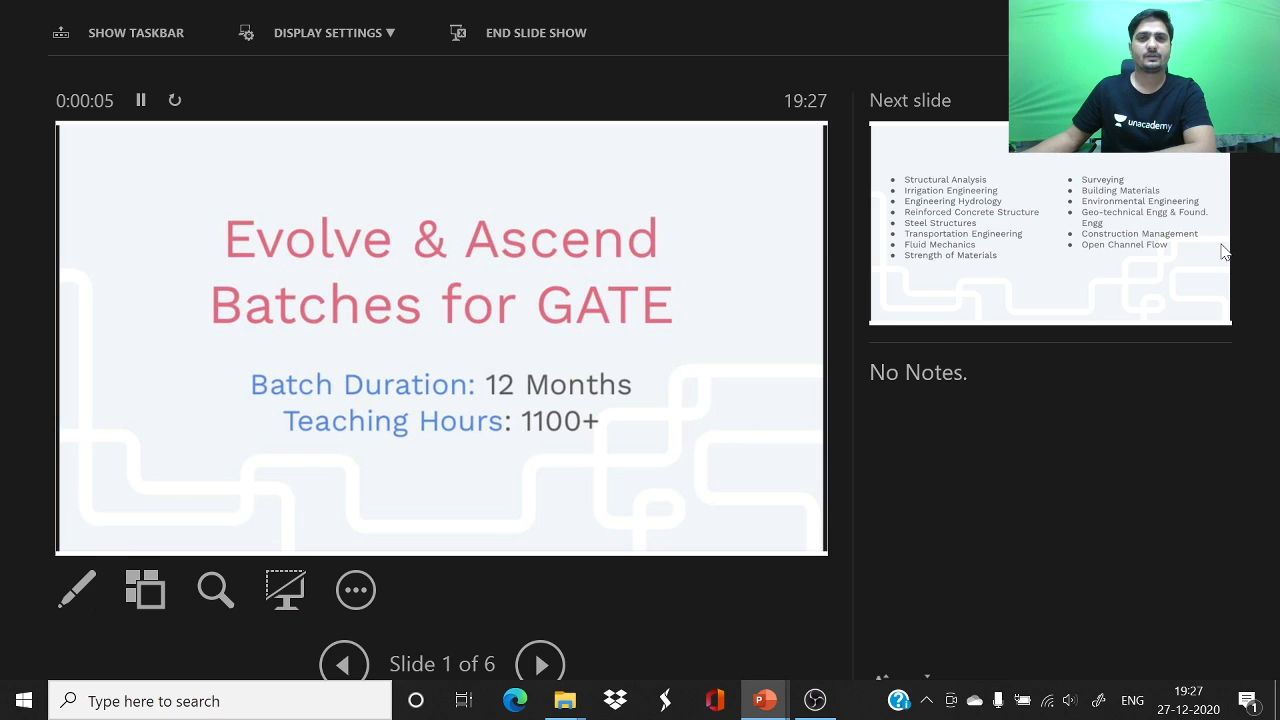 SHOW TASKBAR
DISPLAY SETTINGS ▼
END SLIDE SHOW
unacademy
0:00:05
19:27
Next slide
Evolve & Ascend
Batches for GATE
Batch Duration: 12 Months
Teaching Hours: 1100+
Structural Analysis
Irrigation Engineering
Engineering Hydrology
Reinforced Concrete Structure
Steel Structures
Transportation Engineering
Fluid Mechanics
Strength of Materials
Surveying
Building Materials
Environmental Engineering
Geo-technical Engg & Found.
Engg
Construction Management
Open Channel Flow
No Notes.
Slide 1 of 6
Type here to search
ENG
19:27
27-12-2020
1